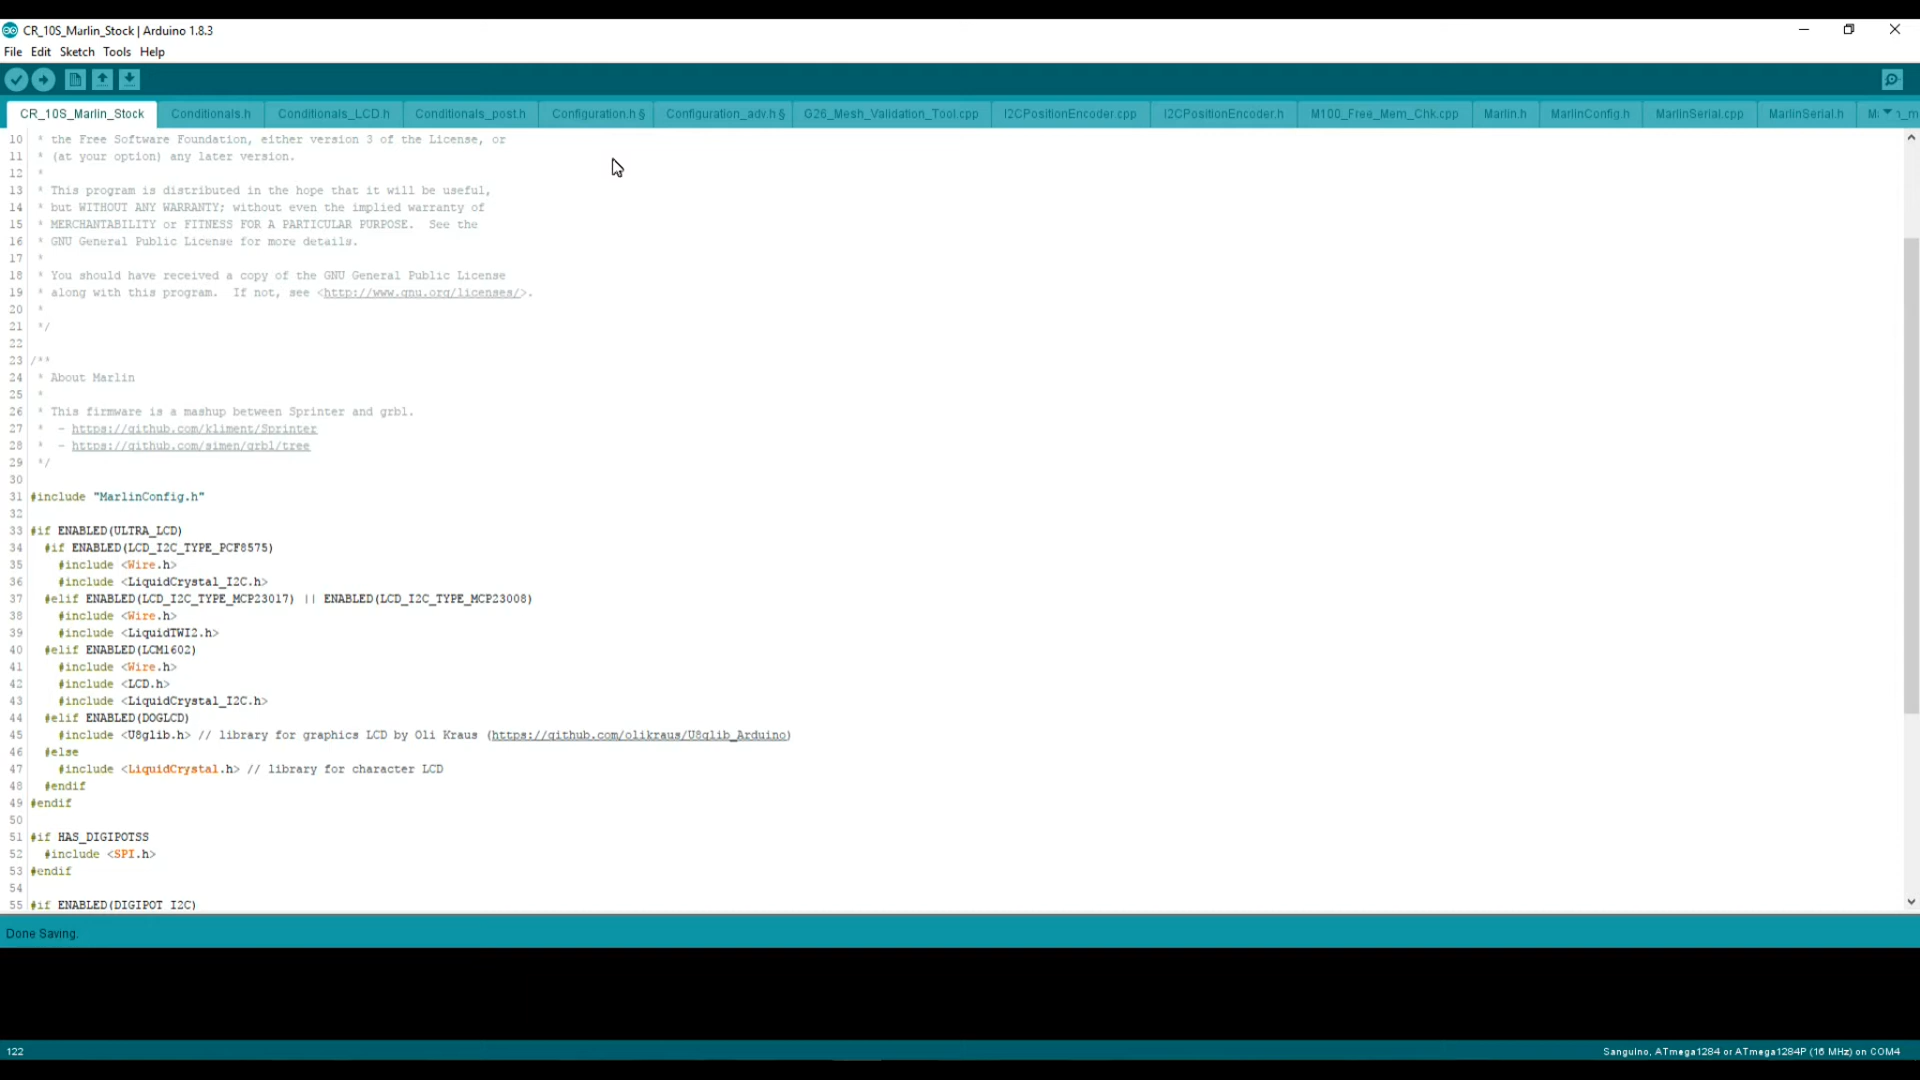 CR_10S_Marlin_Stock | Arduino 1.8.3
File Edit Sketch Tools Help
CR_10S_Marlin_Stock Conditionals.h Conditionals_LCD.h Conditionals_post.h Configuration.h § Configuration_adv.h § G26_Mesh_Validation_Tool.cpp I2CPositionEncoder.cpp I2CPositionEncoder.h M100_Free_Mem_Chk.cpp Marlin.h MarlinConfig.h MarlinSerial.cpp MarlinSerial.h
10 * the Free Software Foundation, either version 3 of the License, or
11 * (at your option) any later version.
12 *
13 * This program is distributed in the hope that it will be useful,
14 * but WITHOUT ANY WARRANTY; without even the implied warranty of
15 * MERCHANTABILITY or FITNESS FOR A PARTICULAR PURPOSE.  See the
16 * GNU General Public License for more details.
17 *
18 * You should have received a copy of the GNU General Public License
19 * along with this program.  If not, see <http://www.gnu.org/licenses/>.
20 *
21 */
22
23 /**
24 * About Marlin
25 *
26 * This firmware is a mashup between Sprinter and grbl.
27 *  - https://github.com/kliment/Sprinter
28 *  - https://github.com/simen/grbl/tree
29 */
30
31 #include "MarlinConfig.h"
32
33 #if ENABLED(ULTRA_LCD)
34   #if ENABLED(LCD_I2C_TYPE_PCF8575)
35     #include <Wire.h>
36     #include <LiquidCrystal_I2C.h>
37   #elif ENABLED(LCD_I2C_TYPE_MCP23017) || ENABLED(LCD_I2C_TYPE_MCP23008)
38     #include <Wire.h>
39     #include <LiquidTWI2.h>
40   #elif ENABLED(LCM1602)
41     #include <Wire.h>
42     #include <LCD.h>
43     #include <LiquidCrystal_I2C.h>
44   #elif ENABLED(DOGLCD)
45     #include <U8glib.h> // library for graphics LCD by Oli Kraus (https://github.com/olikraus/U8glib_Arduino)
46   #else
47     #include <LiquidCrystal.h> // library for character LCD
48   #endif
49 #endif
50
51 #if HAS_DIGIPOTSS
52   #include <SPI.h>
53 #endif
54
55 #if ENABLED(DIGIPOT_I2C)
Done Saving.
122
Sanguino, ATmega1284 or ATmega1284P (16 MHz) on COM4